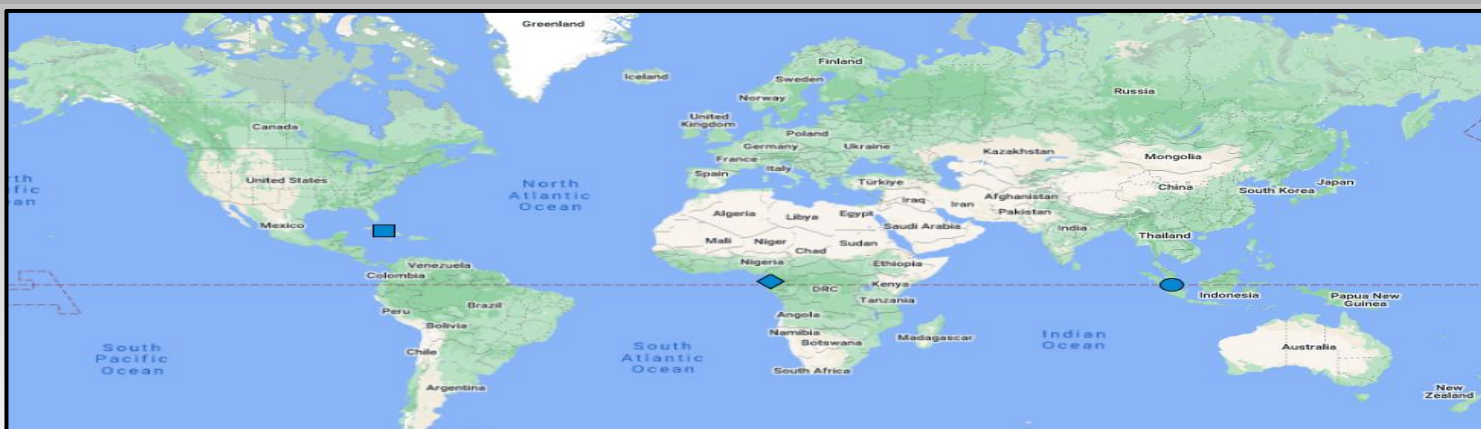 Greenland
Iceland
Finland
Sweden
Norway
Russia
United
Kingdom
Canada
Poland
Germany
Ukraine
France
Kazakhstan
Mongolia
Italy
Spain
Türkiye
United States
North
Atlantic
Ocean
China
South Korea
Japan
Afghanistan
Iraq
Iran
Pakistan
Algeria
Libya
Egypt
Saudi Arabia
India
Mexico
Thailand
Mali
Niger
Chad
Sudan
Nigeria
Ethiopia
Venezuela
Colombia
DRC
Kenya
Indonesia
Papua New
Guinea
Tanzania
Brazil
Peru
Angola
Bolivia
Namibia
Botswana
Madagascar
Indian
Ocean
South
Pacific
Ocean
Chile
South
Atlantic
Ocean
Australia
South Africa
Argentina
New
Zealand